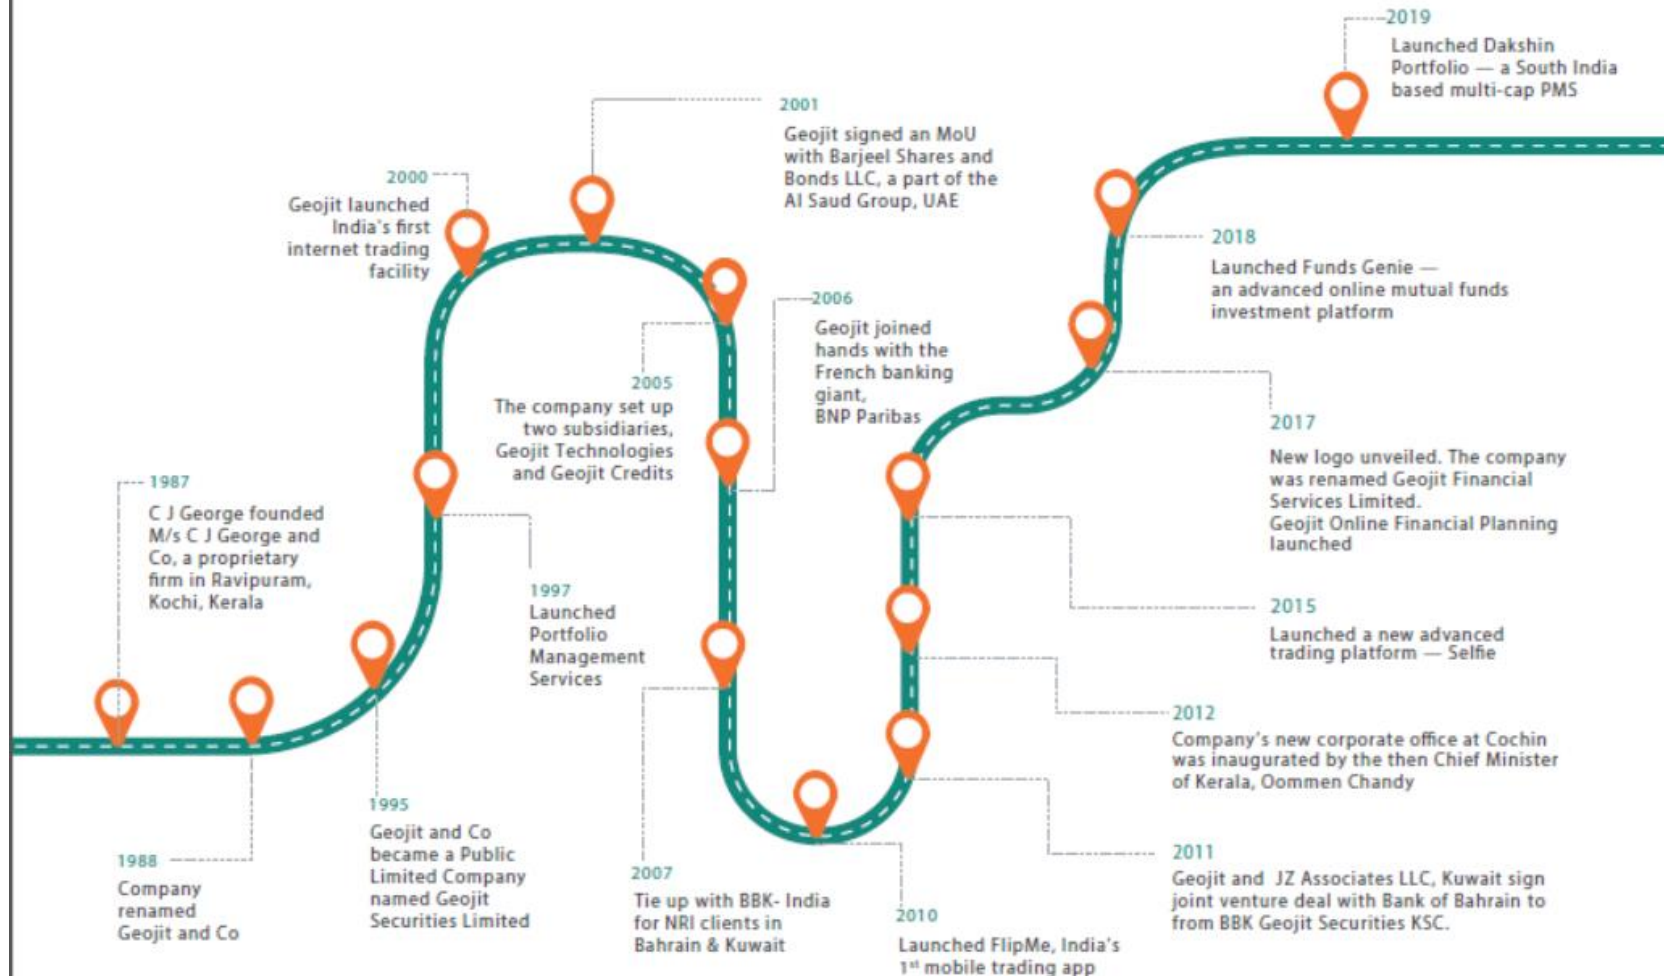 1987
C J George founded
M/s C J George and
Co, a proprietary
firm in Ravipuram,
Kochi, Kerala
1988
Company
renamed
Geojit and Co
1995
Geojit and Co
became a Public
Limited Company
named Geojit
Securities Limited
1997
Launched
Portfolio
Management
Services
2000
Geojit launched
India's first
internet trading
facility
2001
Geojit signed an MoU
with Barjeel Shares and
Bonds LLC, a part of the
Al Saud Group, UAE
2005
The company set up
two subsidiaries,
Geojit Technologies
and Geojit Credits
2006
Geojit joined
hands with the
French banking
giant,
BNP Paribas
2007
Tie up with BBK- India
for NRI clients in
Bahrain & Kuwait
2010
Launched FlipMe, India's
1st mobile trading app
2011
Geojit and JZ Associates LLC, Kuwait sign
joint venture deal with Bank of Bahrain to
from BBK Geojit Securities KSC.
2012
Company's new corporate office at Cochin
was inaugurated by the then Chief Minister
of Kerala, Oommen Chandy
2015
Launched a new advanced
trading platform — Selfie
2017
New logo unveiled. The company
was renamed Geojit Financial
Services Limited.
Geojit Online Financial Planning
launched
2018
Launched Funds Genie —
an advanced online mutual funds
investment platform
2019
Launched Dakshin
Portfolio — a South India
based multi-cap PMS